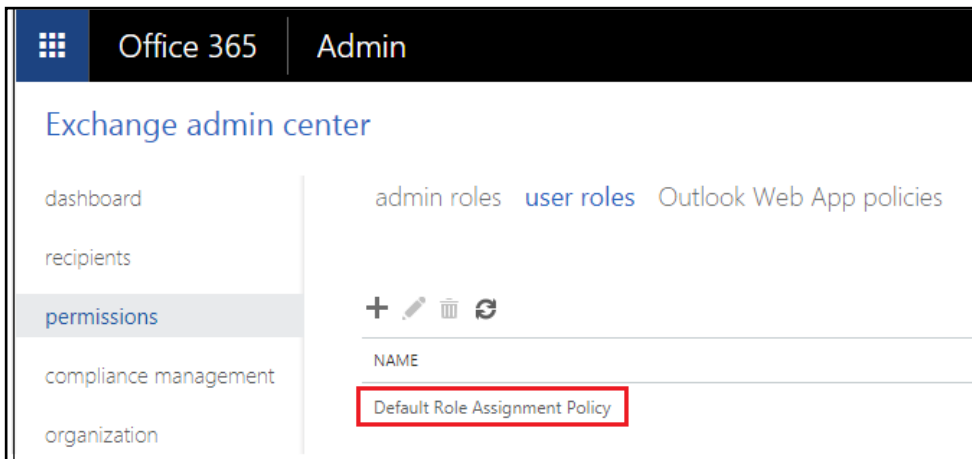 Office 365 Admin
Exchange admin center
dashboard
admin roles user roles Outlook Web App policies
recipients
permissions
NAME
compliance management
Default Role Assignment Policy
organization